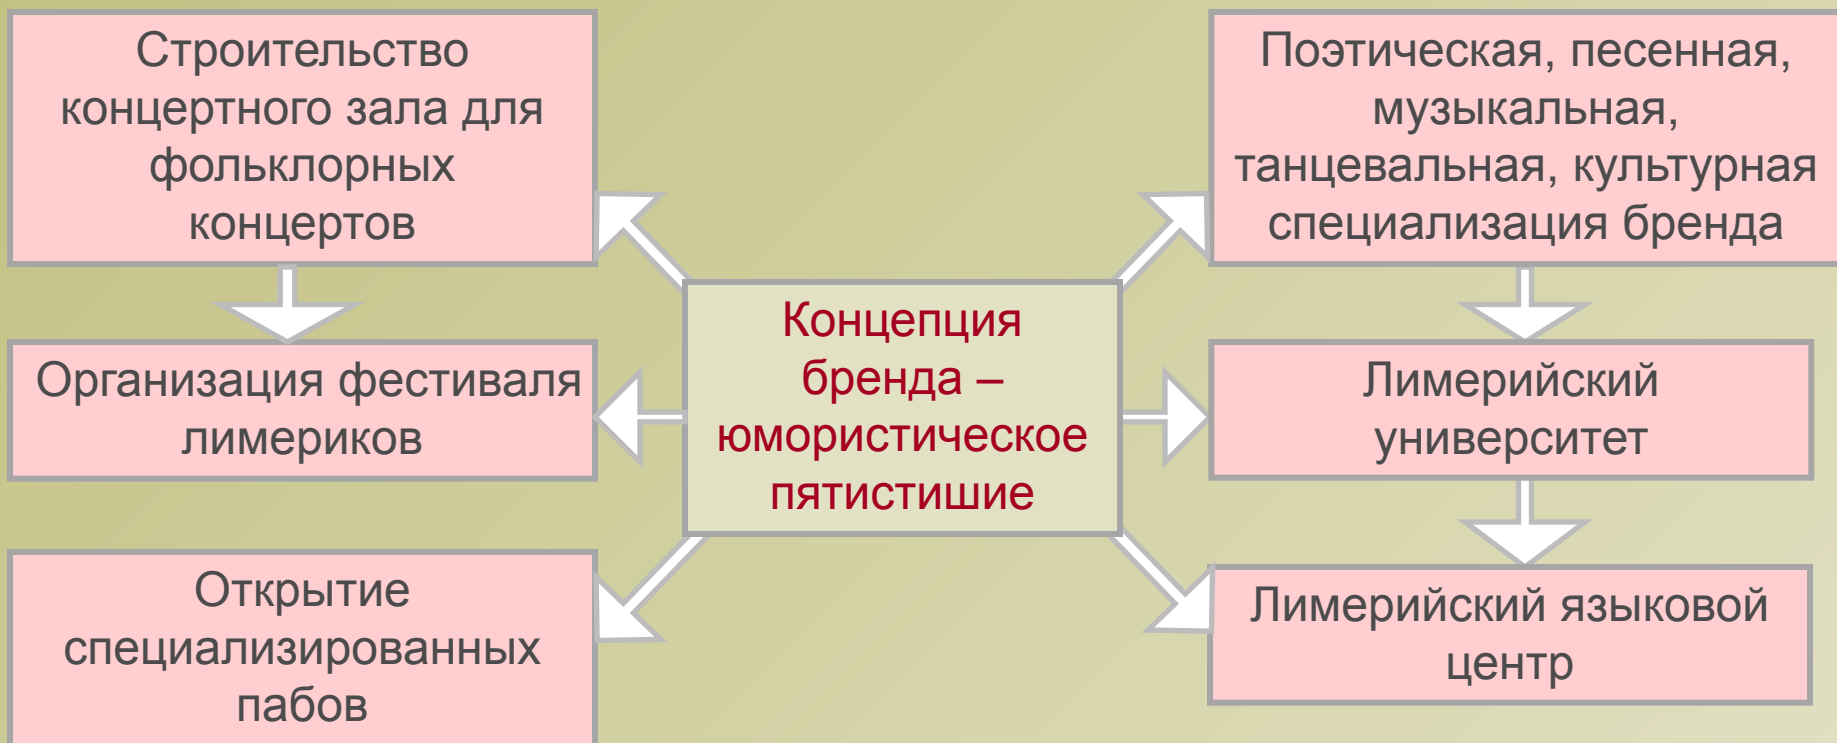 Строительство
концертного зала для
фольклорных
концертов
Организация фестиваля
лимериков
Открытие
специализированных
пабов
Концепция
бренда –
юмористическое
пятистишие
Поэтическая, песенная,
музыкальная,
танцевальная, культурная
специализация бренда
Лимерийский
университет
Лимерийский языковой
центр